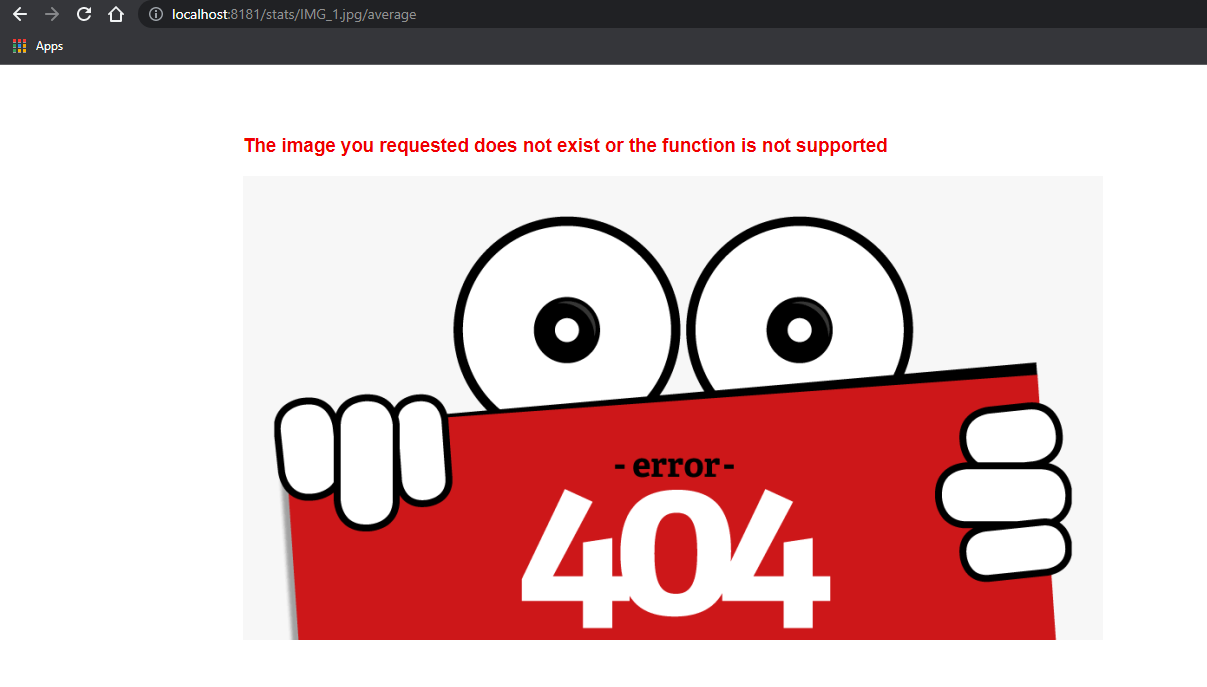 localhost:8181/stats/IMG_1.jpg/average
Apps
The image you requested does not exist or the function is not supported
- error -
404